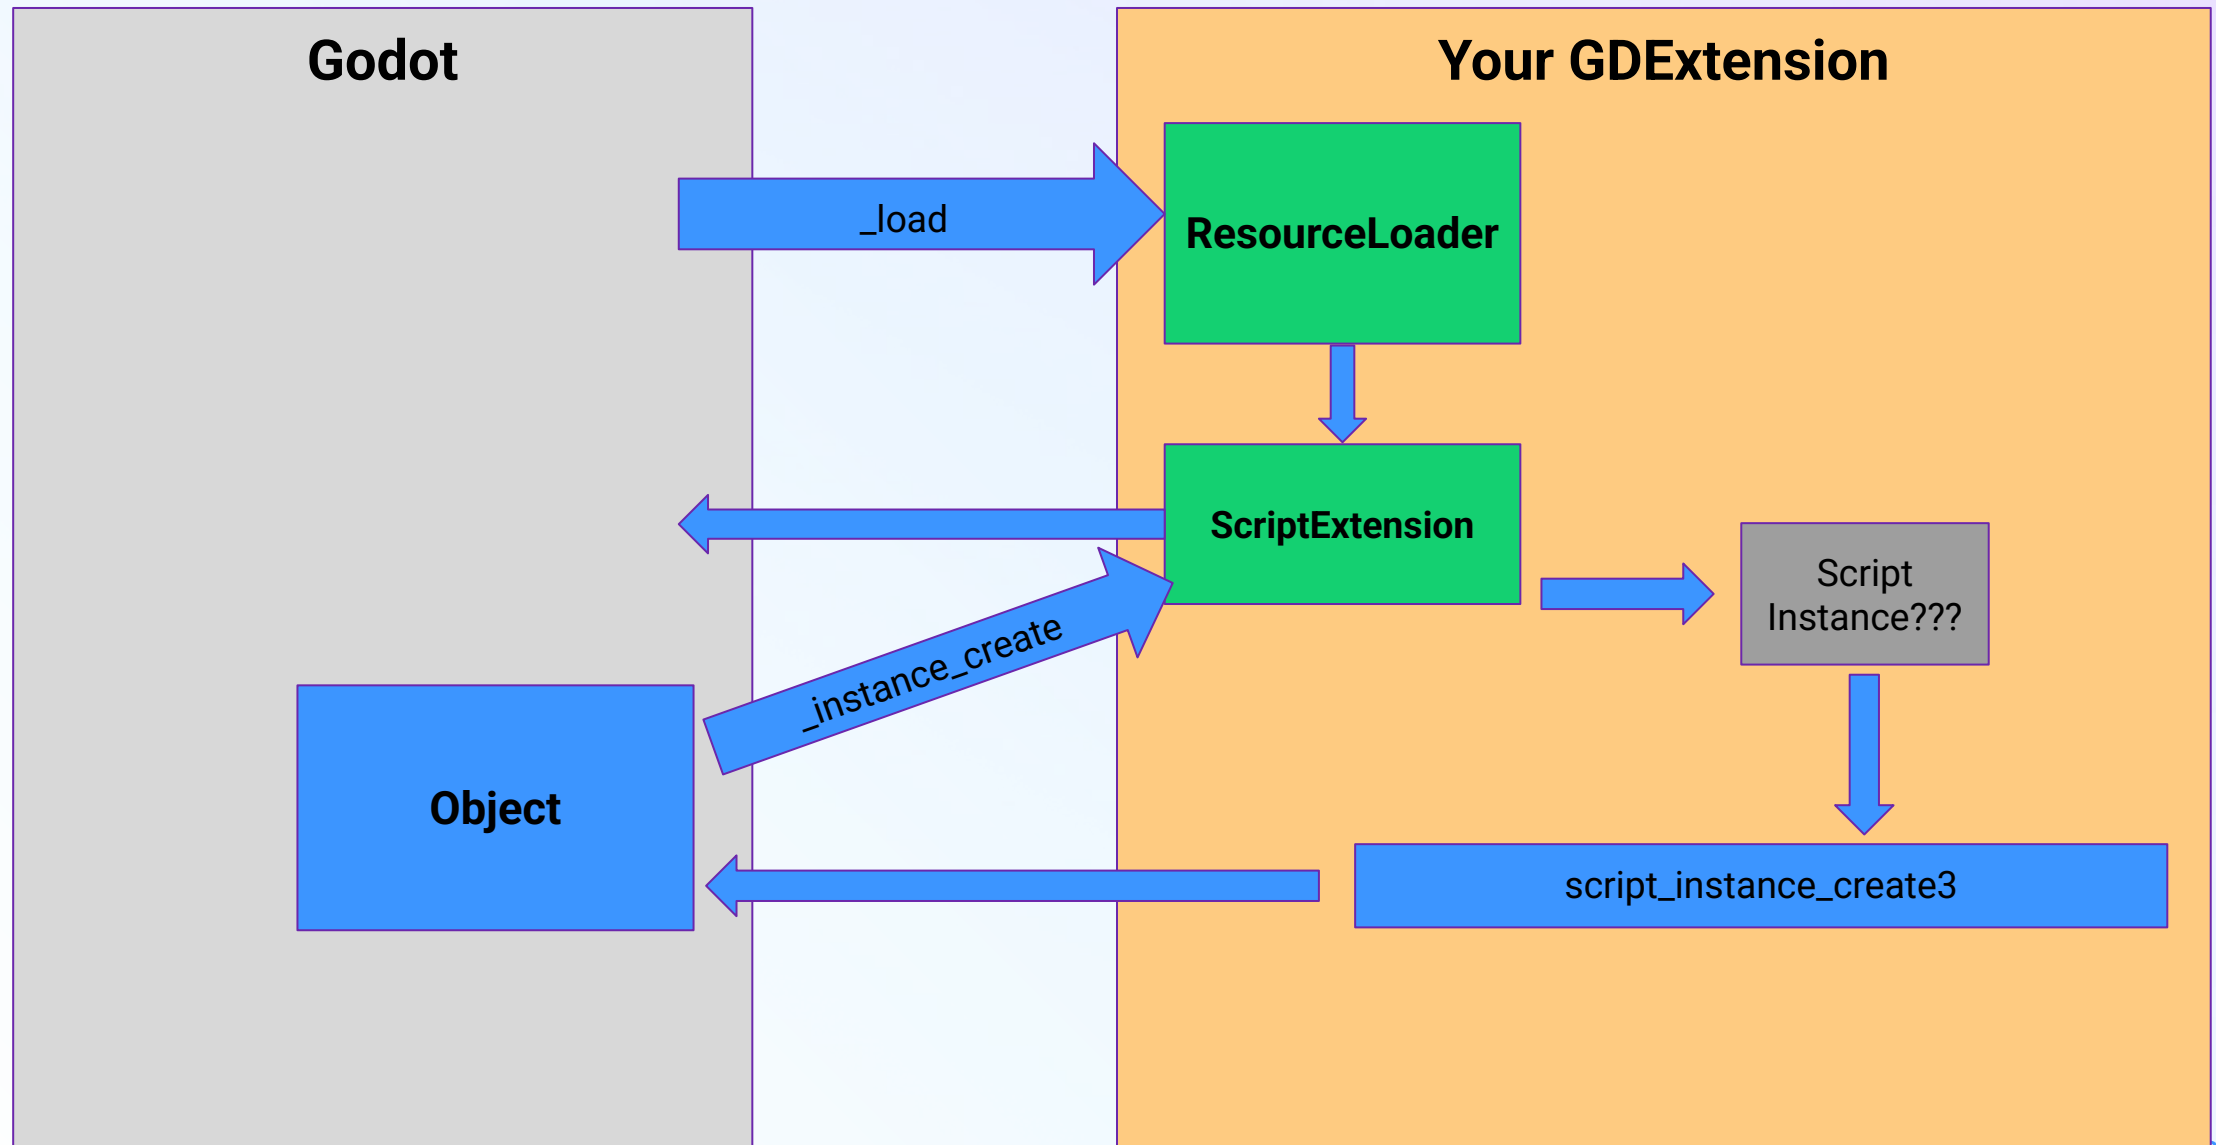 Godot
Your GDExtension
_load
ResourceLoader
ScriptExtension
Script
Instance???
_instance_create
Object
script_instance_create3